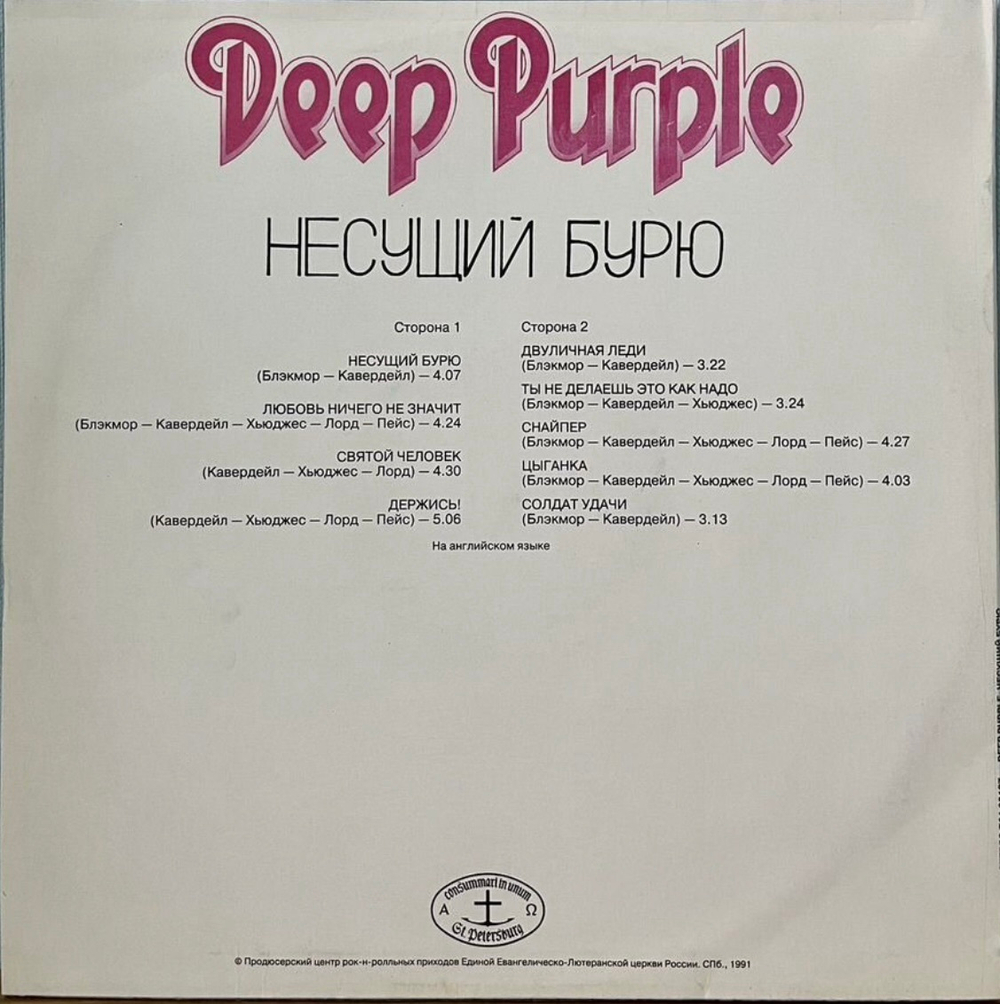 Deep Purple
НЕСУЩИЙ БУРЮ
Сторона 1
НЕСУЩИЙ БУРЮ
(Блэкмор — Кавердейл) — 4.07
ЛЮБОВЬ НИЧЕГО НЕ ЗНАЧИТ
(Блэкмор — Кавердейл — Хьюджес — Лорд — Пейс) — 4.24
СВЯТОЙ ЧЕЛОВЕК
(Кавердейл — Хьюджес — Лорд) — 4.30
ДЕРЖИСЬ!
(Кавердейл — Хьюджес — Лорд — Пейс) — 5.06
Сторона 2
ДВУЛИЧНАЯ ЛЕДИ
(Блэкмор — Кавердейл) — 3.22
ТЫ НЕ ДЕЛАЕШЬ ЭТО КАК НАДО
(Блэкмор — Кавердейл — Хьюджес) — 3.24
СНАЙПЕР
(Блэкмор — Кавердейл — Хьюджес — Лорд — Пейс) — 4.27
ЦЫГАНКА
(Блэкмор — Кавердейл — Хьюджес — Лорд — Пейс) — 4.03
СОЛДАТ УДАЧИ
(Блэкмор — Кавердейл) — 3.13
На английском языке
consummari in unum
Α Ω
St. Petersburg
© Продюсерский центр рок-н-ролльных приходов Единой Евангелическо-Лютеранской церкви России. СПб., 1991